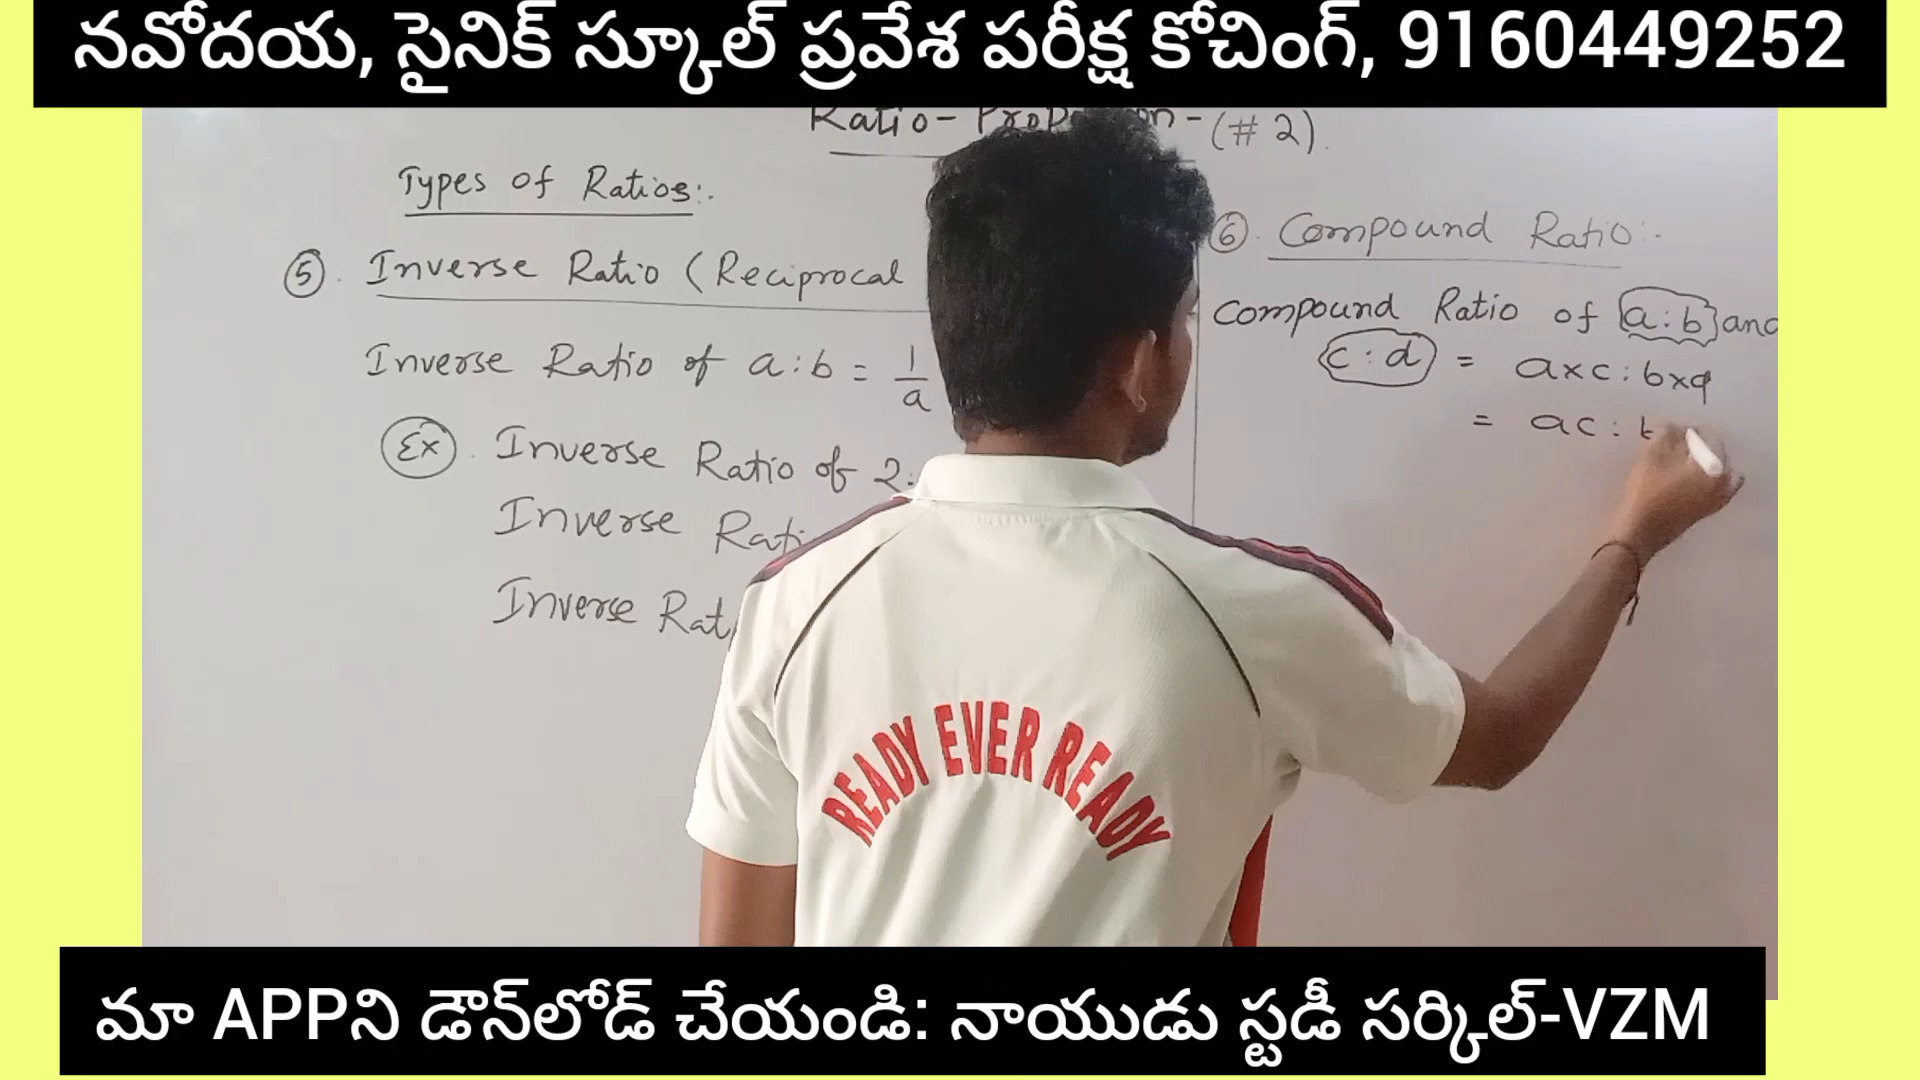 నవోదయ, సైనిక్ స్కూల్ ప్రవేశ పరీక్ష కోచింగ్, 9160449252
Ratio- (#2).
Types of Ratios:.
5. Inverse Ratio (Reciprocal
Inverse Ratio of a:b = 1/a
Ex. Inverse Ratio of 2:
Inverse
Inverse
6. Compound Ratio:-
Compound Ratio of a:b and
c:d = a×c:b×d
= ac:
READY EVER READY
మా APPని డౌన్‌లోడ్ చేయండి: నాయుడు స్టడీ సర్కిల్-VZM